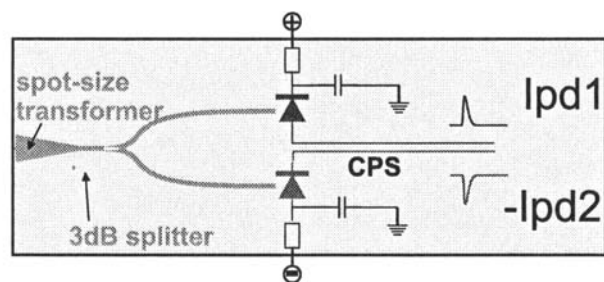 spot-size
transformer
3dB splitter
CPS
Ipd1
-Ipd2